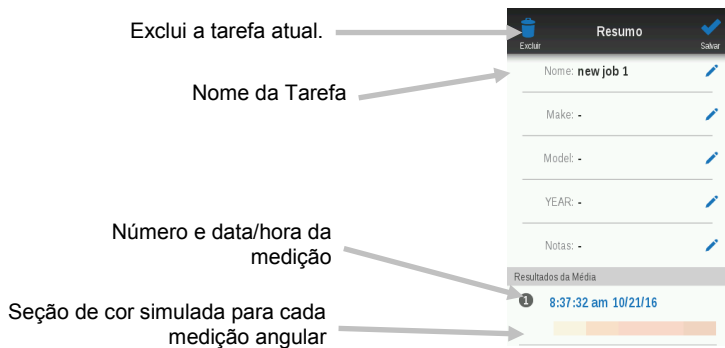 Exclui a tarefa atual.
Nome da Tarefa
Número e data/hora da
medição
Seção de cor simulada para cada
medição angular
Resumo
Excluir
Salvar
Nome: new job 1
Make: -
Model: -
YEAR: -
Notas: -
Resultados da Média
1 8:37:32 am 10/21/16